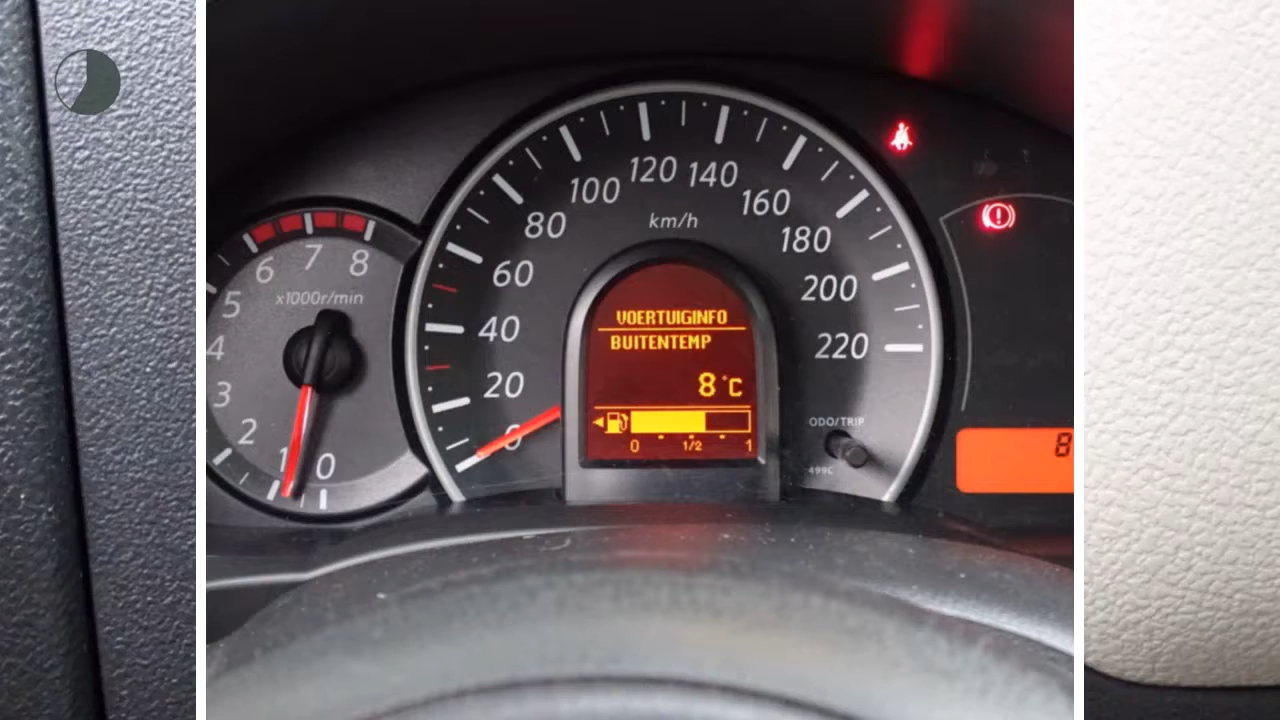 120 140
100 160
80 km/h 180
60 200
40 220
20
0
6 7 8
5
x1000r/min
4
3
2
1 0
VOERTUIGINFO
BUITENTEMP
8°C
0 1/2 1
ODO/TRIP
499C
8